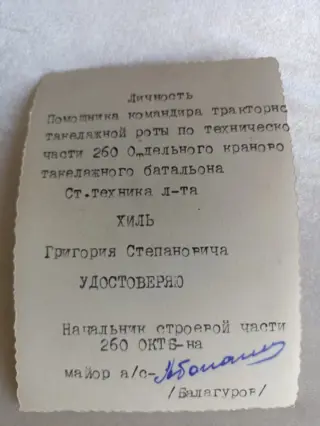 Личность
Помощника командира тракторно
такелажной роты по техническо
части 260 Отдельного краново
такелажного батальона
Ст.техника л-та
ХИЛЬ
Григория Степановича
УДОСТОВЕРЯЮ
Начальник строевой части
260 ОКТБ-на
майор а/с-
/Балагуров/